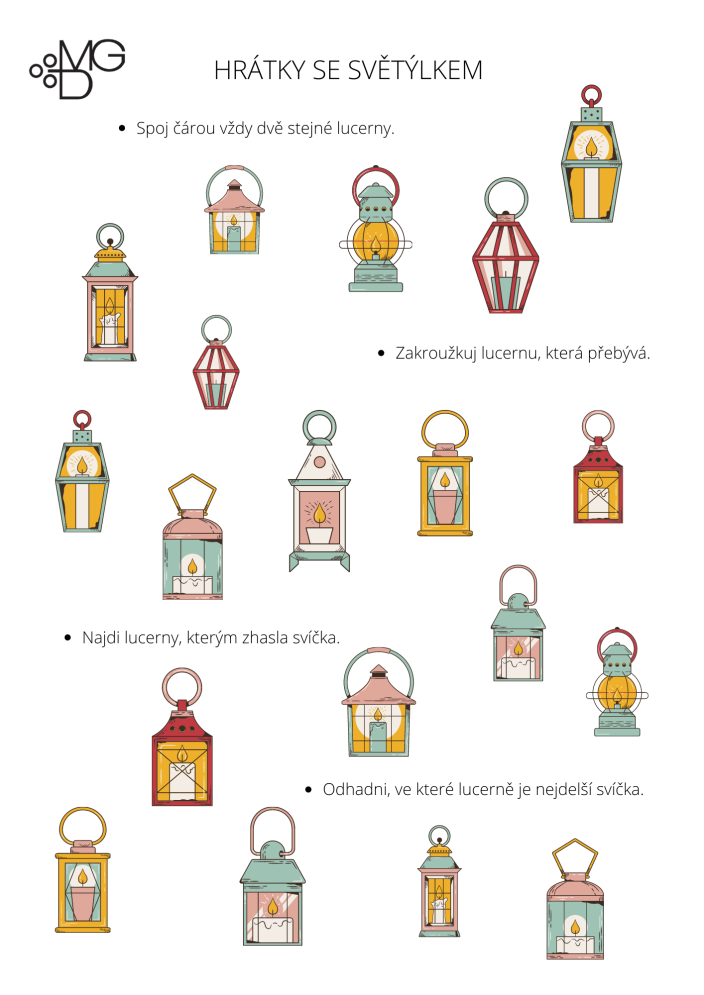 MGD
HRÁTKY SE SVĚTÝLKEM
• Spoj čárou vždy dvě stejné lucerny.
• Zakroužkuj lucernu, která přebývá.
• Najdi lucerny, kterým zhasla svíčka.
• Odhadni, ve které lucerně je nejdelší svíčka.